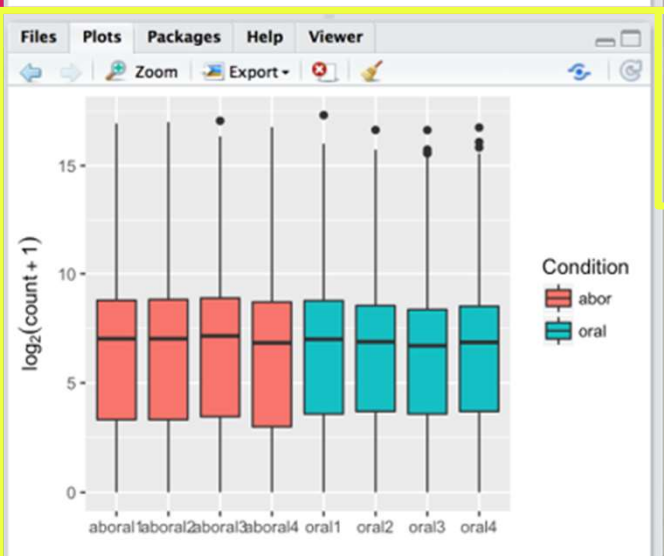 Files Plots Packages Help Viewer
Zoom Export
log₂(count + 1)
15
10
5
0
aboral1 aboral2 aboral3 aboral4 oral1 oral2 oral3 oral4
Condition
abor
oral